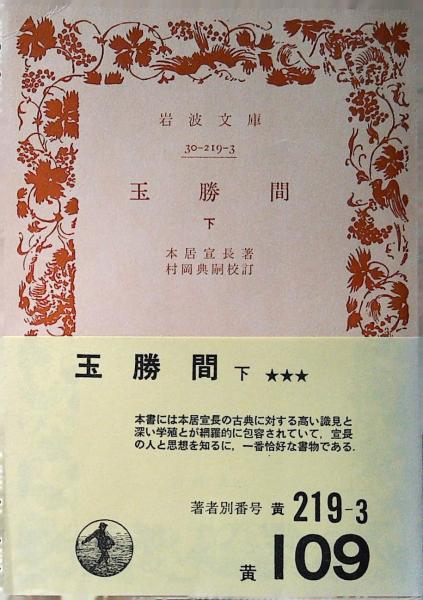 岩波文庫
30-219-3
玉勝間
下
本居宣長著
村岡典嗣校訂
玉勝間 下 ★★★
本書には本居宣長の古典に対する高い識見と
深い学殖とが網羅的に包容されていて，宣長
の人と思想を知るに，一番恰好な書物である.
著者別番号 黄 219-3
黄 109